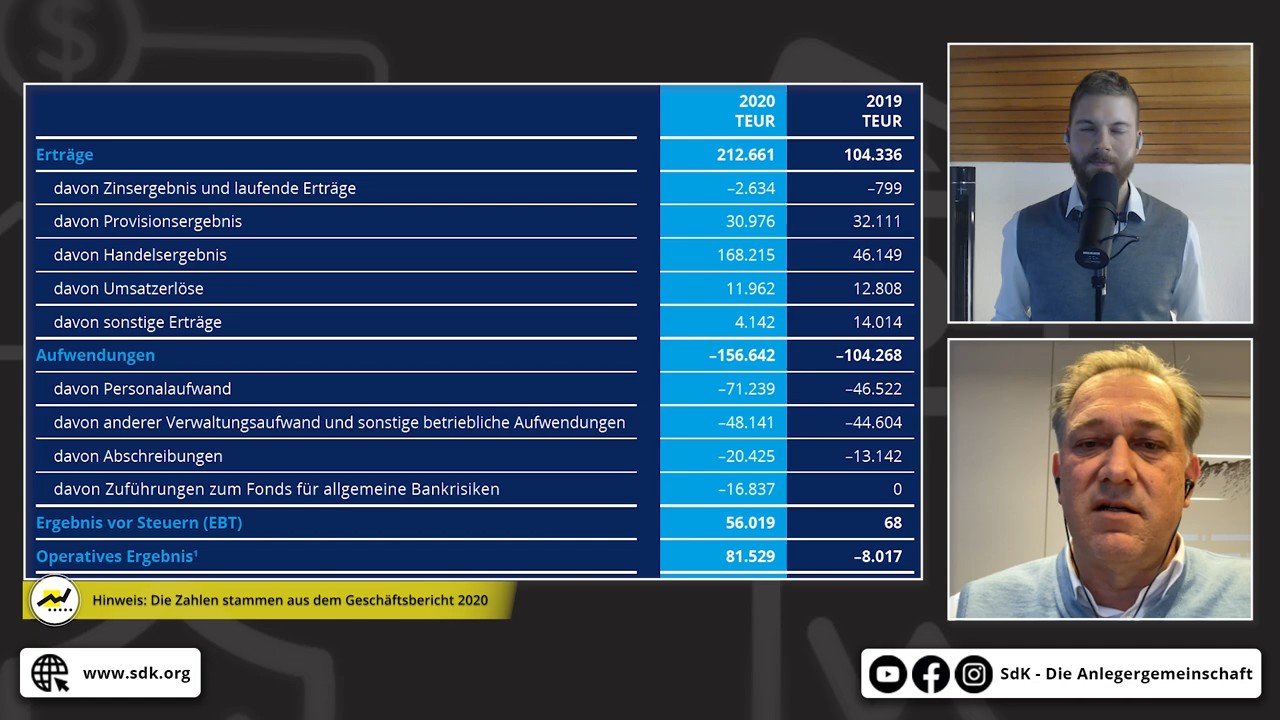 2020 2019
TEUR TEUR
Erträge 212.661 104.336
davon Zinsergebnis und laufende Erträge –2.634 –799
davon Provisionsergebnis 30.976 32.111
davon Handelsergebnis 168.215 46.149
davon Umsatzerlöse 11.962 12.808
davon sonstige Erträge 4.142 14.014
Aufwendungen –156.642 –104.268
davon Personalaufwand –71.239 –46.522
davon anderer Verwaltungsaufwand und sonstige betriebliche Aufwendungen –48.141 –44.604
davon Abschreibungen –20.425 –13.142
davon Zuführungen zum Fonds für allgemeine Bankrisiken –16.837 0
Ergebnis vor Steuern (EBT) 56.019 68
Operatives Ergebnis¹ 81.529 –8.017
Hinweis: Die Zahlen stammen aus dem Geschäftsbericht 2020
www.sdk.org
SdK - Die Anlegergemeinschaft